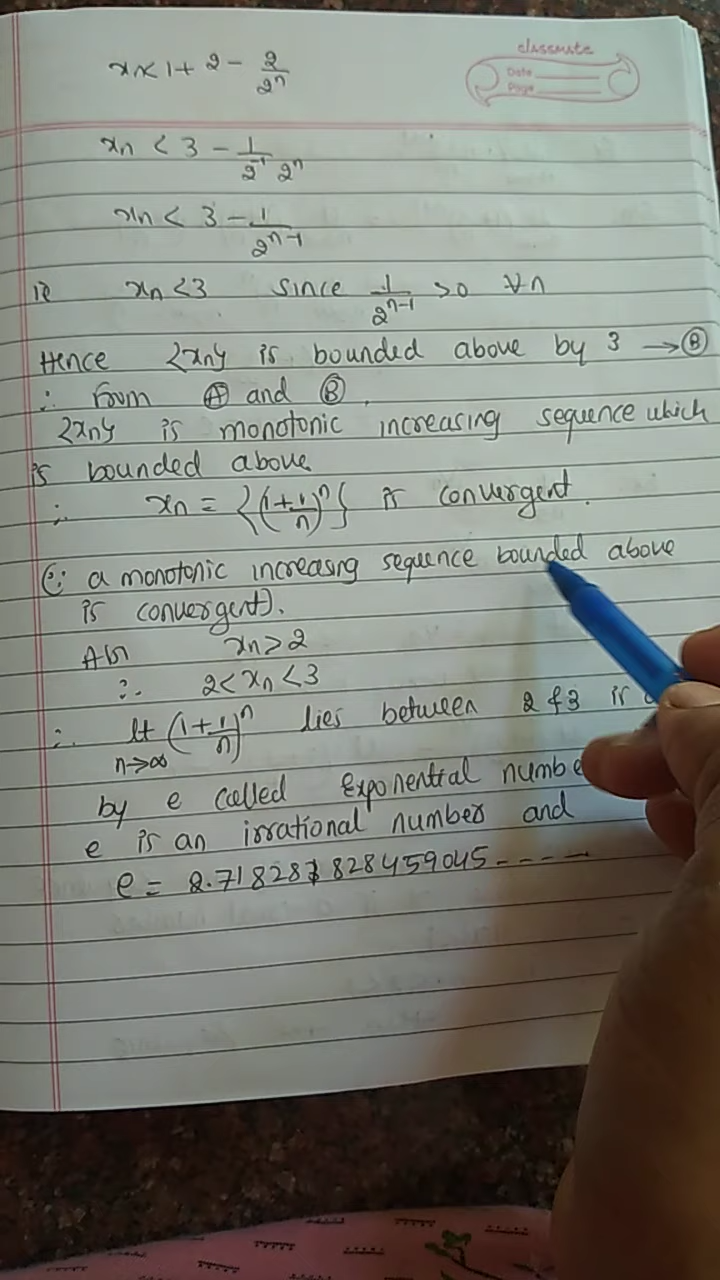 classmate
Date
Page
xn < 1 + 2 - 2/2^n
xn < 3 - 1/(2^-1 2^n)
xn < 3 - 1/2^(n-1)
ie xn < 3 since 1/2^(n-1) > 0 ∀n
Hence {xn} is bounded above by 3 → Ⓑ
∴ From Ⓐ and Ⓑ,
{xn} is monotonic increasing sequence which
is bounded above
∴ xn = {(1 + 1/n)^n} is convergent.
(∵ a monotonic increasing sequence bounded above
is convergent).
Also xn > 2
∴ 2 < xn < 3
∴ lt n→∞ (1 + 1/n)^n lies between 2 & 3 is
by e called Exponential
e is an irrational number and
e = 2.718281828459045 - - - -